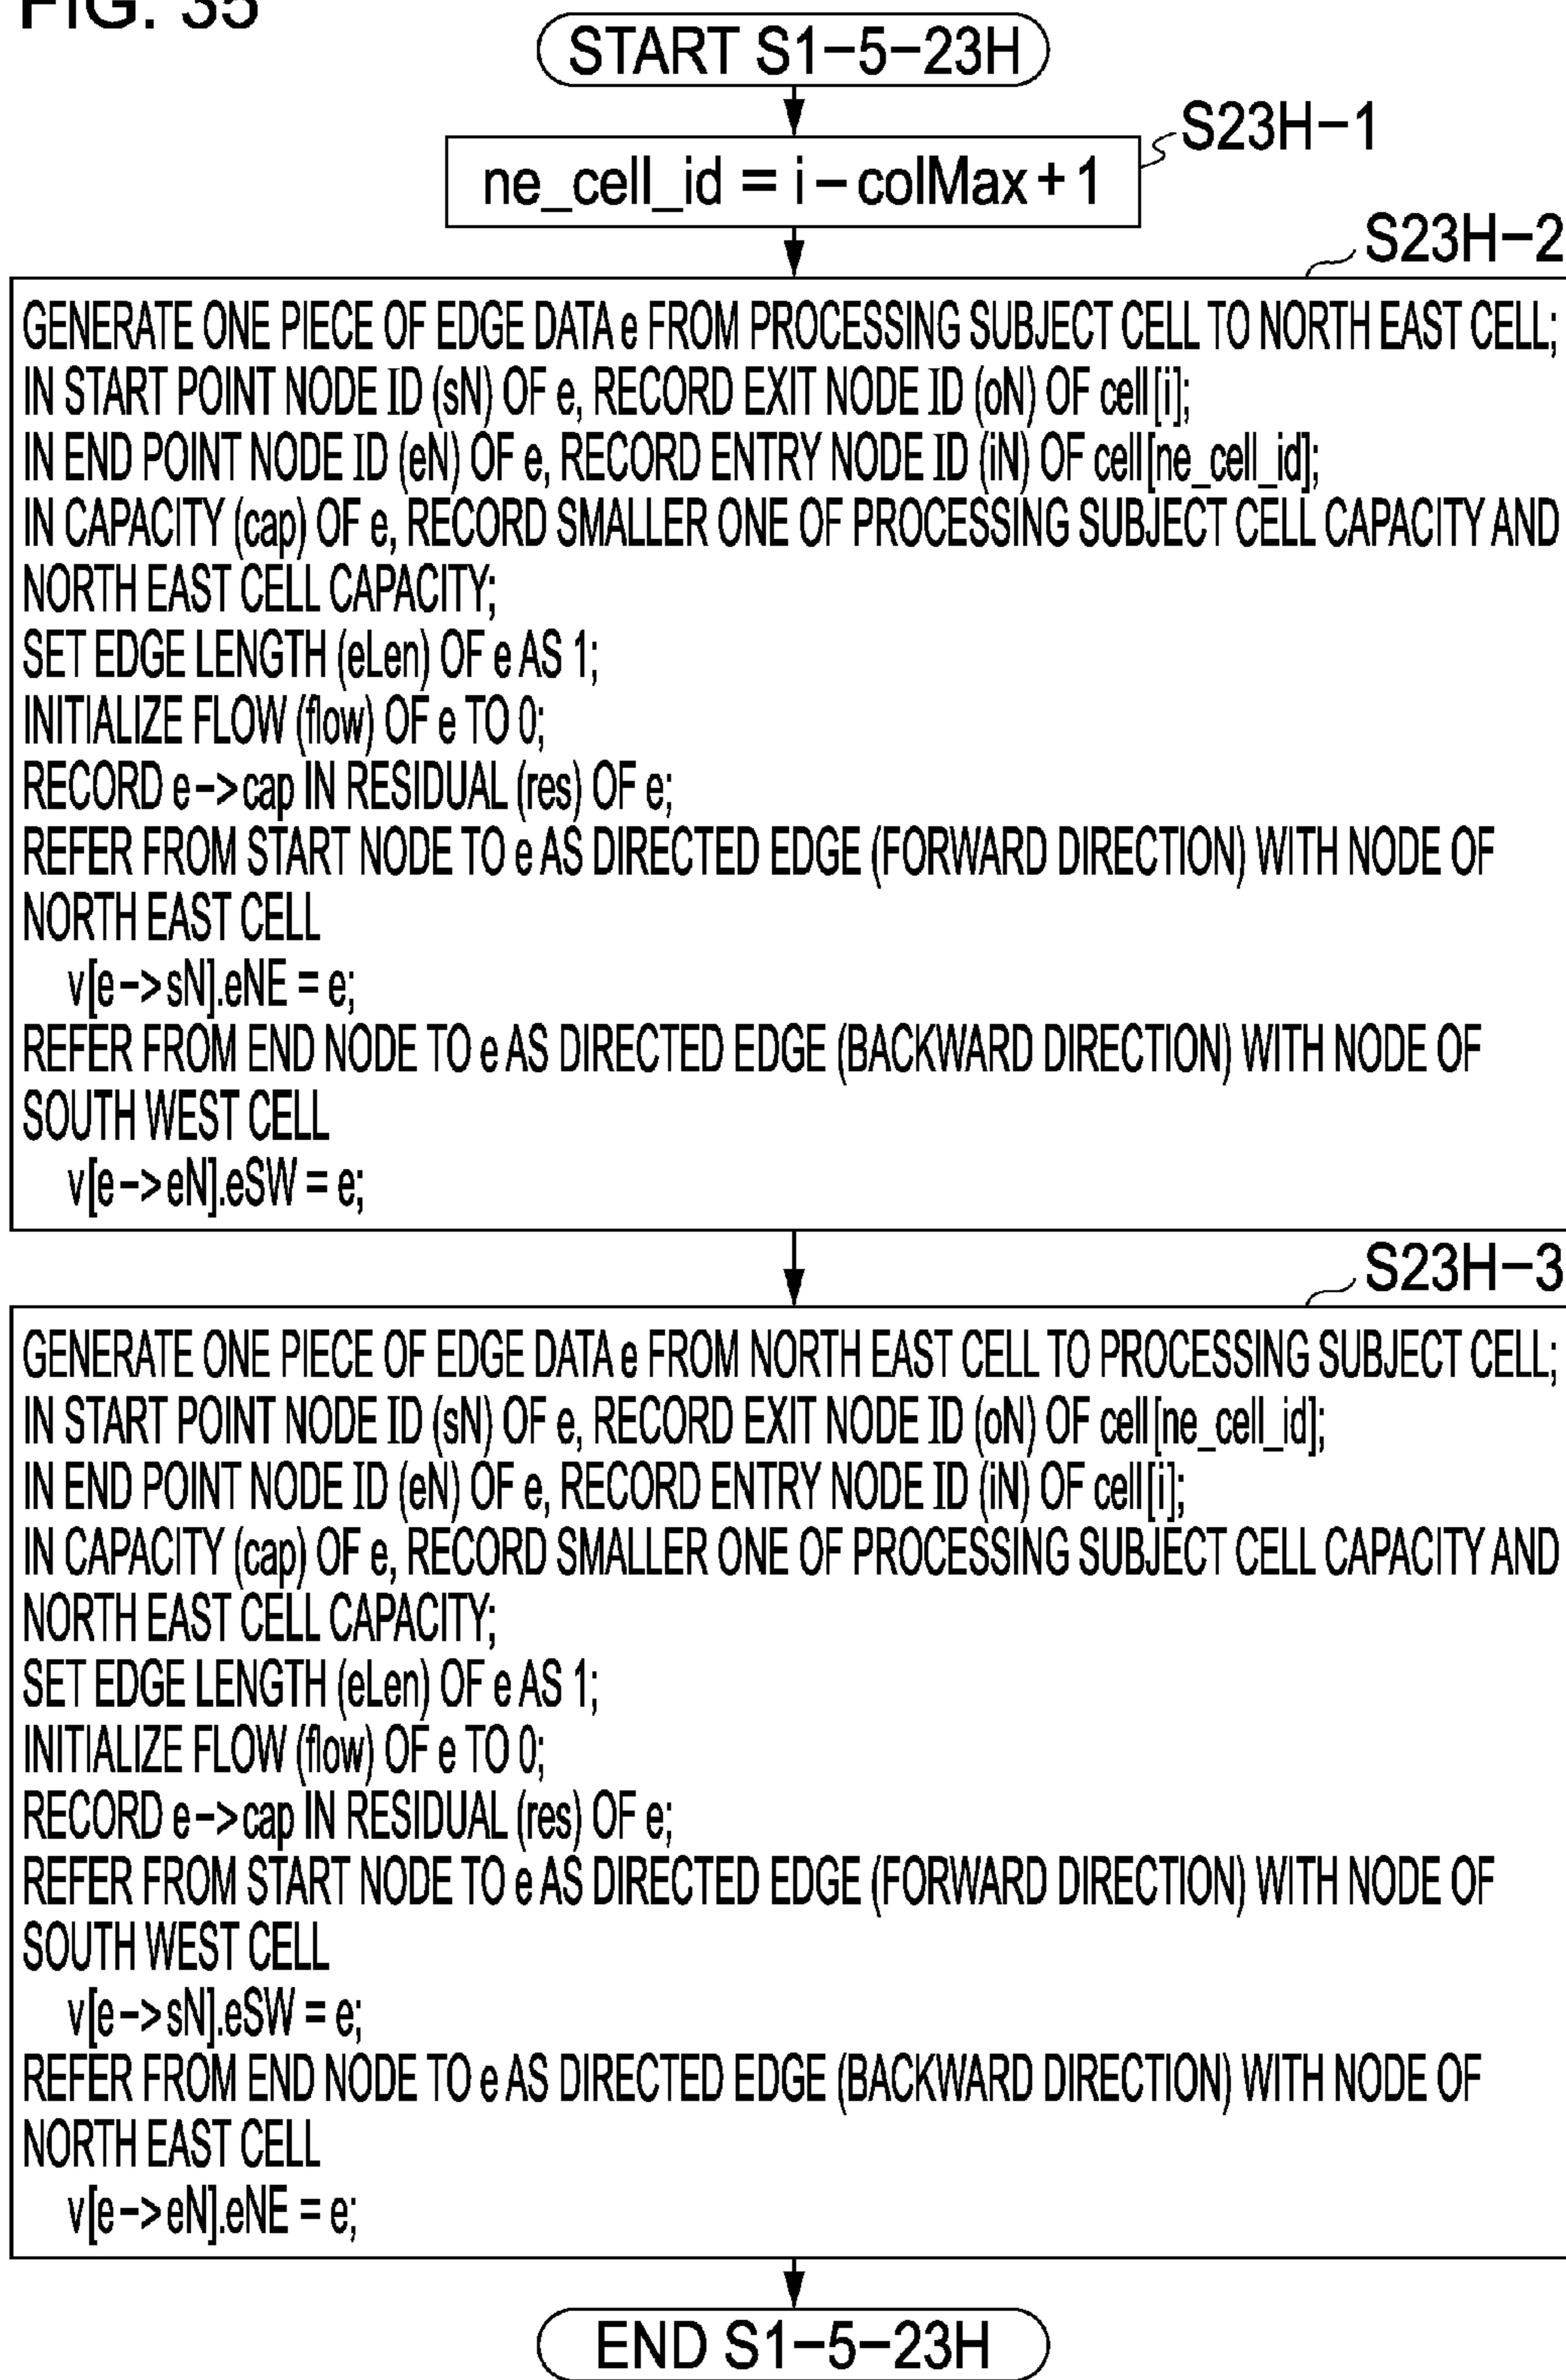 FIG. 35
START S1-5-23H
S23H-1
ne_cell_id = i - colMax + 1
S23H-2
GENERATE ONE PIECE OF EDGE DATA e FROM PROCESSING SUBJECT CELL TO NORTH EAST CELL;
IN START POINT NODE ID (sN) OF e, RECORD EXIT NODE ID (oN) OF cell[i];
IN END POINT NODE ID (eN) OF e, RECORD ENTRY NODE ID (iN) OF cell[ne_cell_id];
IN CAPACITY (cap) OF e, RECORD SMALLER ONE OF PROCESSING SUBJECT CELL CAPACITY AND
NORTH EAST CELL CAPACITY;
SET EDGE LENGTH (eLen) OF e AS 1;
INITIALIZE FLOW (flow) OF e TO 0;
RECORD e->cap IN RESIDUAL (res) OF e;
REFER FROM START NODE TO e AS DIRECTED EDGE (FORWARD DIRECTION) WITH NODE OF
NORTH EAST CELL
v[e->sN].eNE = e;
REFER FROM END NODE TO e AS DIRECTED EDGE (BACKWARD DIRECTION) WITH NODE OF
SOUTH WEST CELL
v[e->eN].eSW = e;
S23H-3
GENERATE ONE PIECE OF EDGE DATA e FROM NORTH EAST CELL TO PROCESSING SUBJECT CELL;
IN START POINT NODE ID (sN) OF e, RECORD EXIT NODE ID (oN) OF cell[ne_cell_id];
IN END POINT NODE ID (eN) OF e, RECORD ENTRY NODE ID (iN) OF cell[i];
IN CAPACITY (cap) OF e, RECORD SMALLER ONE OF PROCESSING SUBJECT CELL CAPACITY AND
NORTH EAST CELL CAPACITY;
SET EDGE LENGTH (eLen) OF e AS 1;
INITIALIZE FLOW (flow) OF e TO 0;
RECORD e->cap IN RESIDUAL (res) OF e;
REFER FROM START NODE TO e AS DIRECTED EDGE (FORWARD DIRECTION) WITH NODE OF
SOUTH WEST CELL
v[e->sN].eSW = e;
REFER FROM END NODE TO e AS DIRECTED EDGE (BACKWARD DIRECTION) WITH NODE OF
NORTH EAST CELL
v[e->eN].eNE = e;
END S1-5-23H